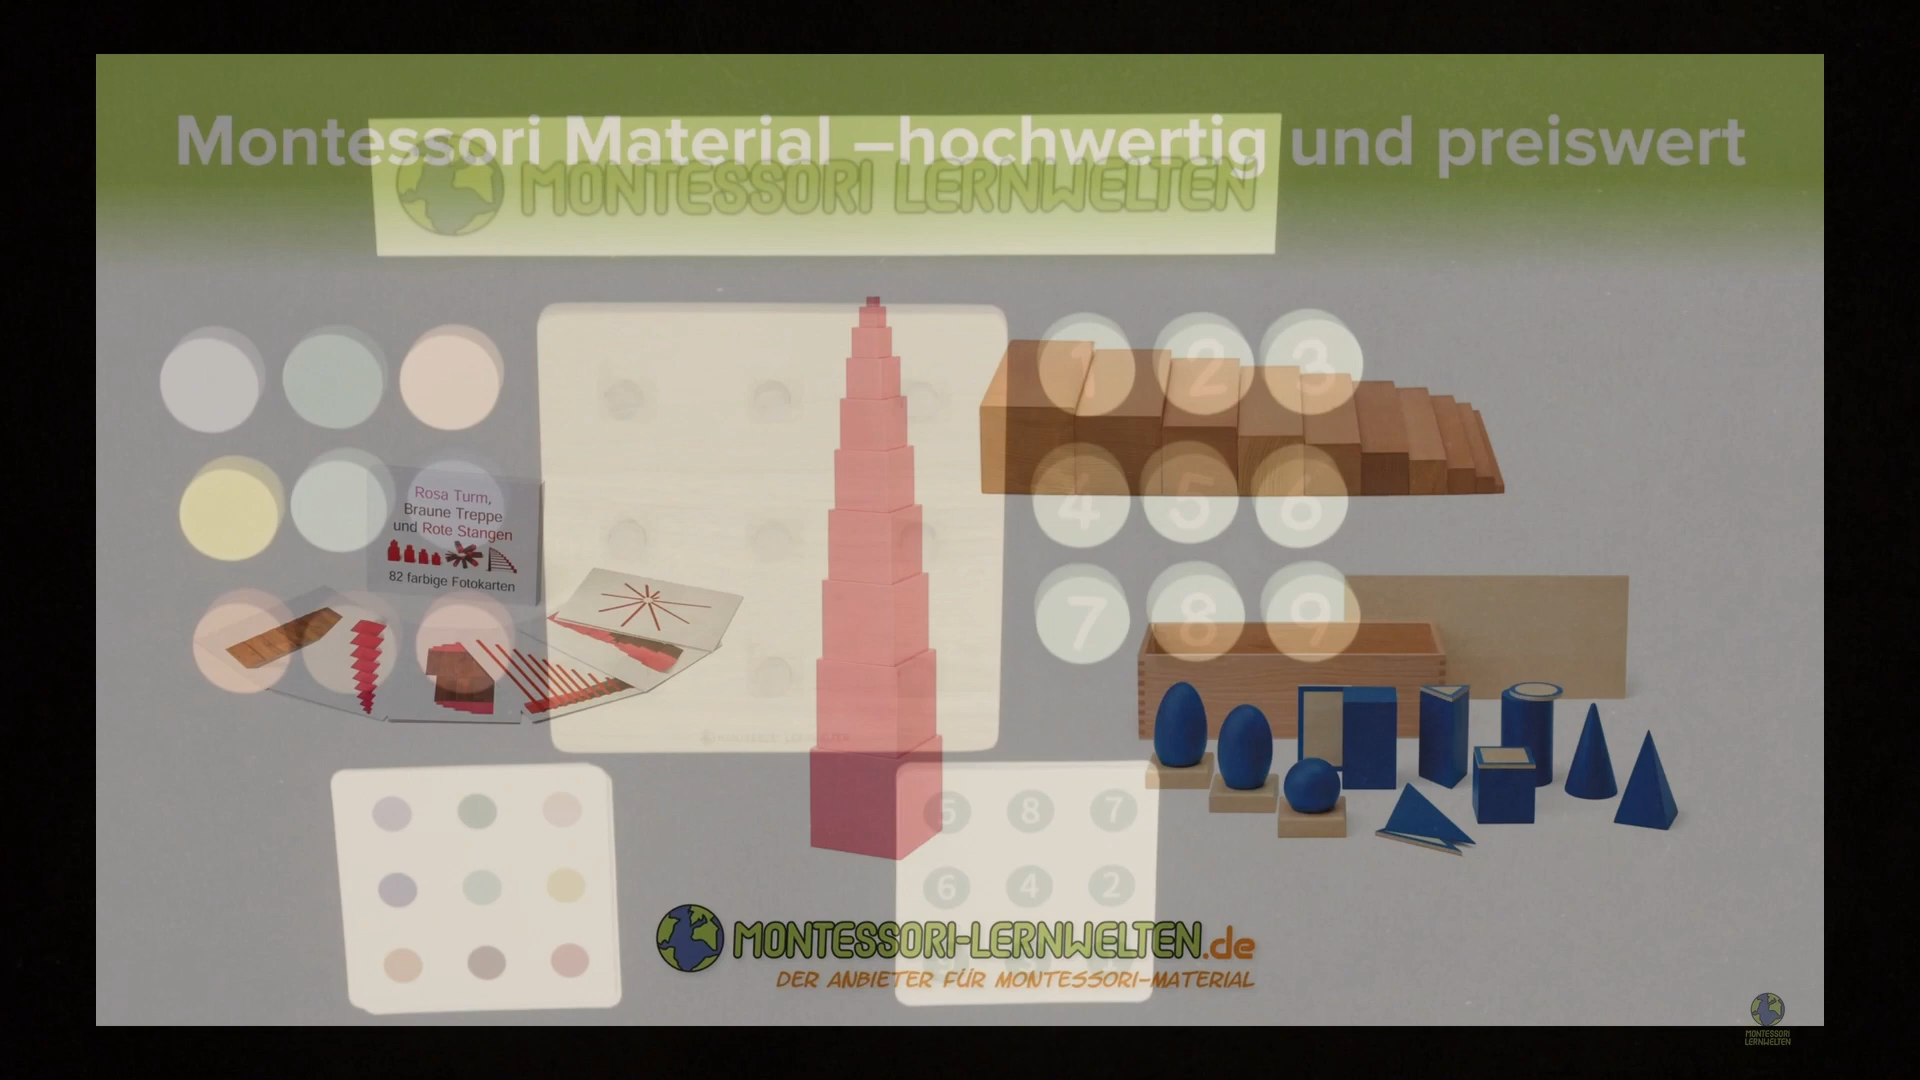 Montessori Material –hochwertig und preiswert
MONTESSORI LERNWELTEN
1 2 3
4 5 6
7 8 9
Rosa Turm,
Braune Treppe
und Rote Stangen
82 farbige Fotokarten
5 8 7
6 4 2
MONTESSORI-LERNWELTEN.de
DER ANBIETER FÜR MONTESSORI-MATERIAL
MONTESSORI
LERNWELTEN